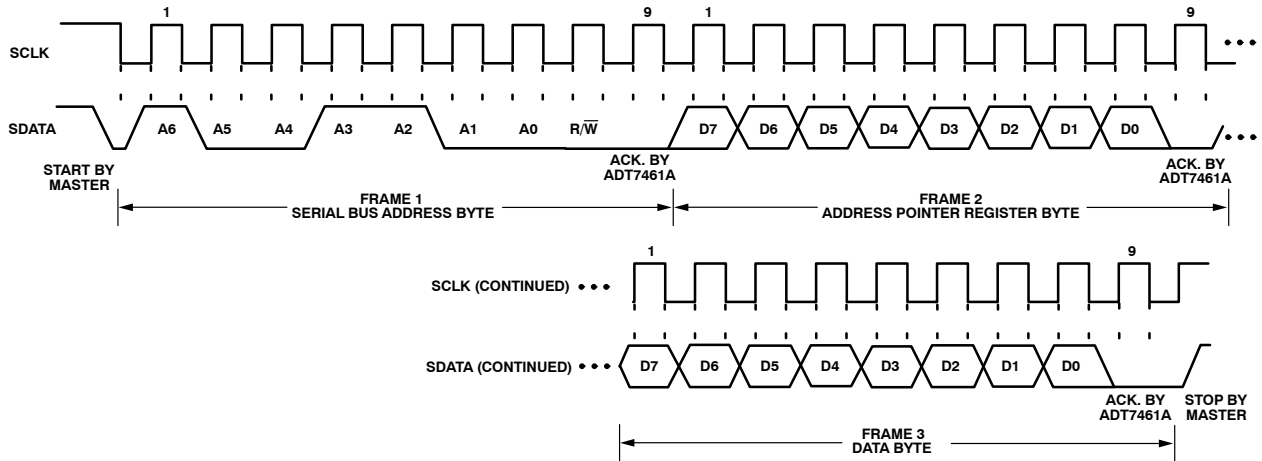 1 9 1 9
SCLK
SDATA A6 A5 A4 A3 A2 A1 A0 R/W̅ D7 D6 D5 D4 D3 D2 D1 D0
START BY
MASTER
ACK. BY
ADT7461A
ACK. BY
ADT7461A
FRAME 1
SERIAL BUS ADDRESS BYTE
FRAME 2
ADDRESS POINTER REGISTER BYTE
1 9
SCLK (CONTINUED)
SDATA (CONTINUED) D7 D6 D5 D4 D3 D2 D1 D0
ACK. BY
ADT7461A
STOP BY
MASTER
FRAME 3
DATA BYTE